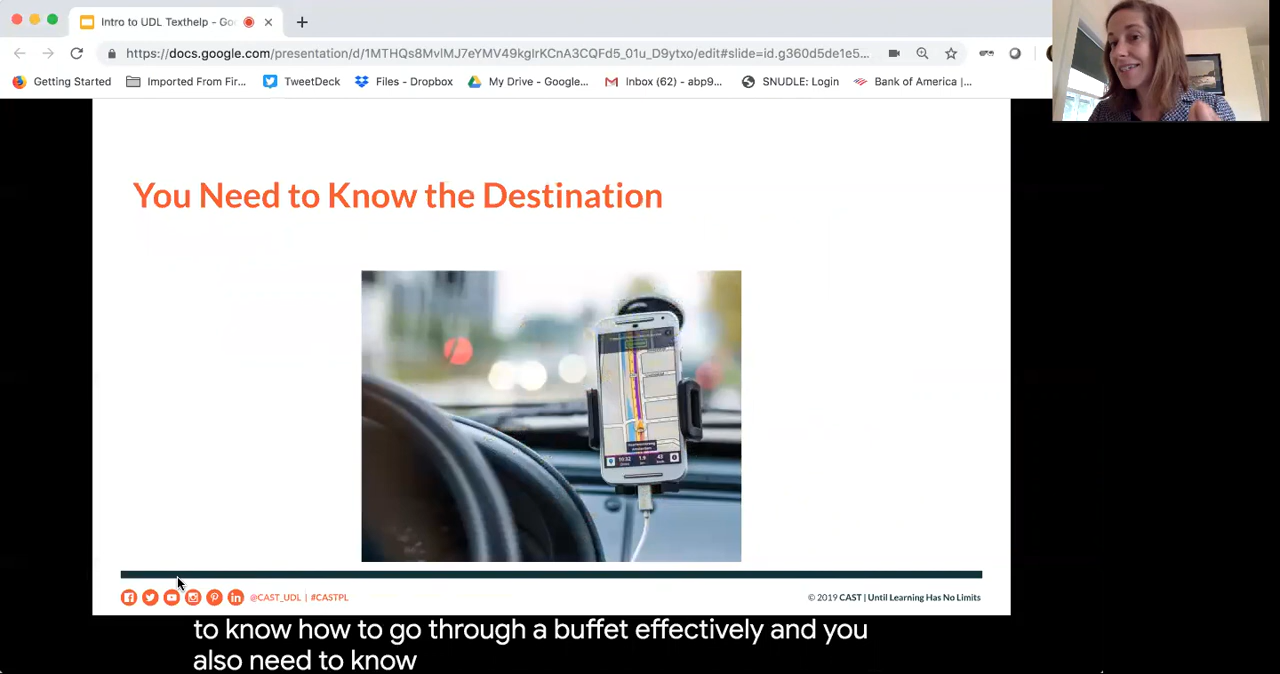 Intro to UDL Texthelp - Goo
https://docs.google.com/presentation/d/1MTHQs8MvlMJ7eYMV49kglrKCnA3CQFd5_01u_D9ytxo/edit#slide=id.g360d5de1e5...
Getting Started
Imported From Fir...
TweetDeck
Files - Dropbox
My Drive - Google...
Inbox (62) - abp9...
SNUDLE: Login
Bank of America |...
You Need to Know the Destination
@CAST_UDL | #CASTPL
© 2019 CAST | Until Learning Has No Limits
to know how to go through a buffet effectively and you
also need to know